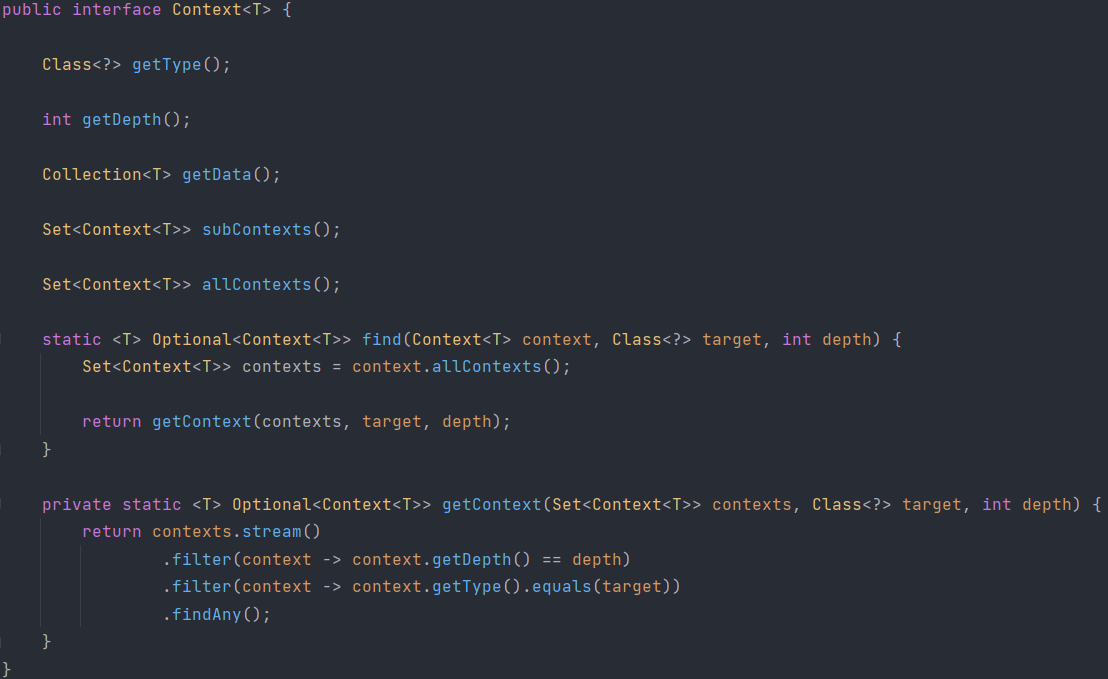 public interface Context<T> {
    Class<?> getType();
    int getDepth();
    Collection<T> getData();
    Set<Context<T>> subContexts();
    Set<Context<T>> allContexts();
    static <T> Optional<Context<T>> find(Context<T> context, Class<?> target, int depth) {
        Set<Context<T>> contexts = context.allContexts();
        return getContext(contexts, target, depth);
    }
    private static <T> Optional<Context<T>> getContext(Set<Context<T>> contexts, Class<?> target, int depth) {
        return contexts.stream()
                .filter(context -> context.getDepth() == depth)
                .filter(context -> context.getType().equals(target))
                .findAny();
    }
}